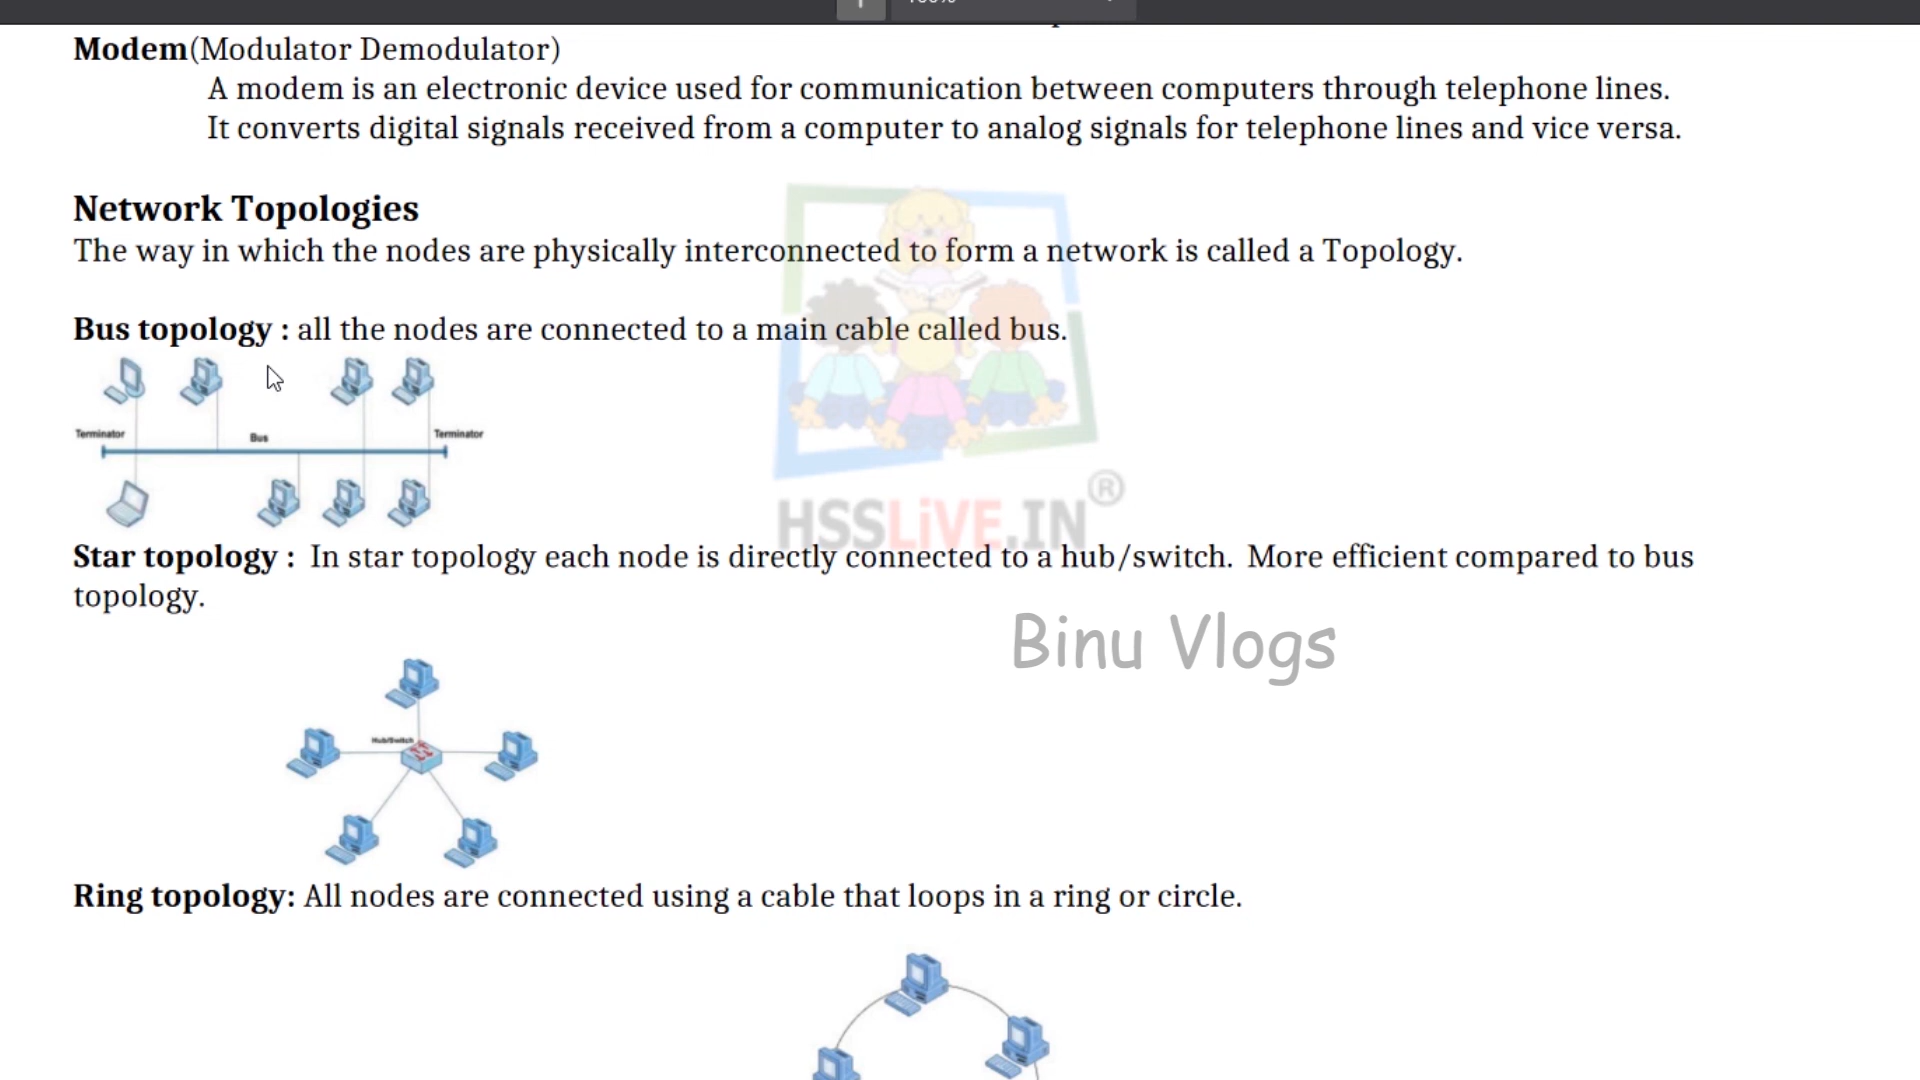 Modem(Modulator Demodulator)
A modem is an electronic device used for communication between computers through telephone lines.
It converts digital signals received from a computer to analog signals for telephone lines and vice versa.
Network Topologies
The way in which the nodes are physically interconnected to form a network is called a Topology.
Bus topology : all the nodes are connected to a main cable called bus.
Terminator
Bus
Terminator
HSSLiVE.IN®
Star topology : In star topology each node is directly connected to a hub/switch. More efficient compared to bus
topology.
Binu Vlogs
Hub/Switch
Ring topology: All nodes are connected using a cable that loops in a ring or circle.